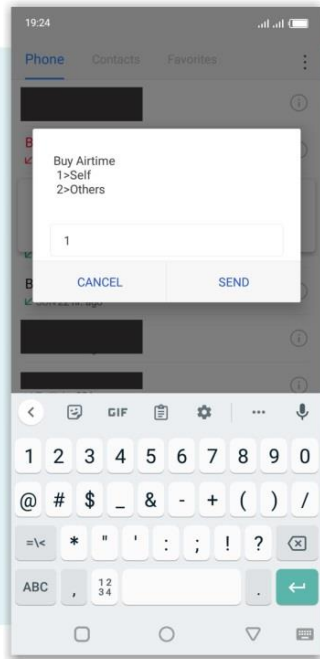 19:24
Phone Contacts Favorites
Buy Airtime
1>Self
2>Others
1
CANCEL SEND
B
GIF
1 2 3 4 5 6 7 8 9 0
@ # $ _ & - + ( ) /
=\< * " ' : ; ! ?
ABC , 12 34 .